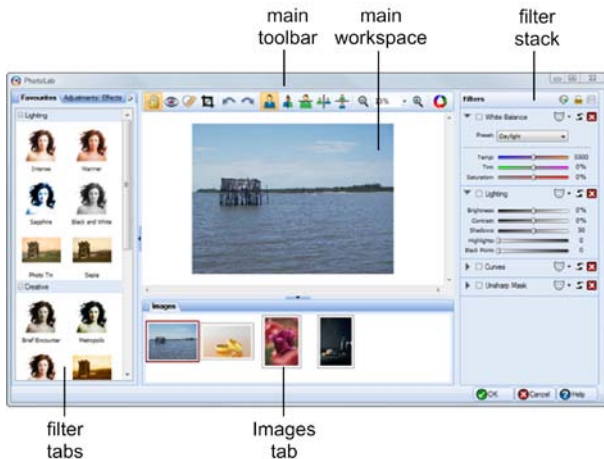 main
toolbar
main
workspace
filter
stack
PhotoLab
Favourites
Adjustments
Effects
Filters
Lighting
Intense
Warmer
Sapphire
Black and White
Photo Tin
Sepia
Creative
Brief Encounter
Metropolis
White Balance
Preset:
Daylight
Temp:
5500
Tint:
0%
Saturation:
0%
Lighting
Brightness:
0%
Contrast:
0%
Shadows:
Highlights:
0
Black Point:
0
Curves
Unsharp Mask
Images
OK
Cancel
Help
filter
tabs
Images
tab